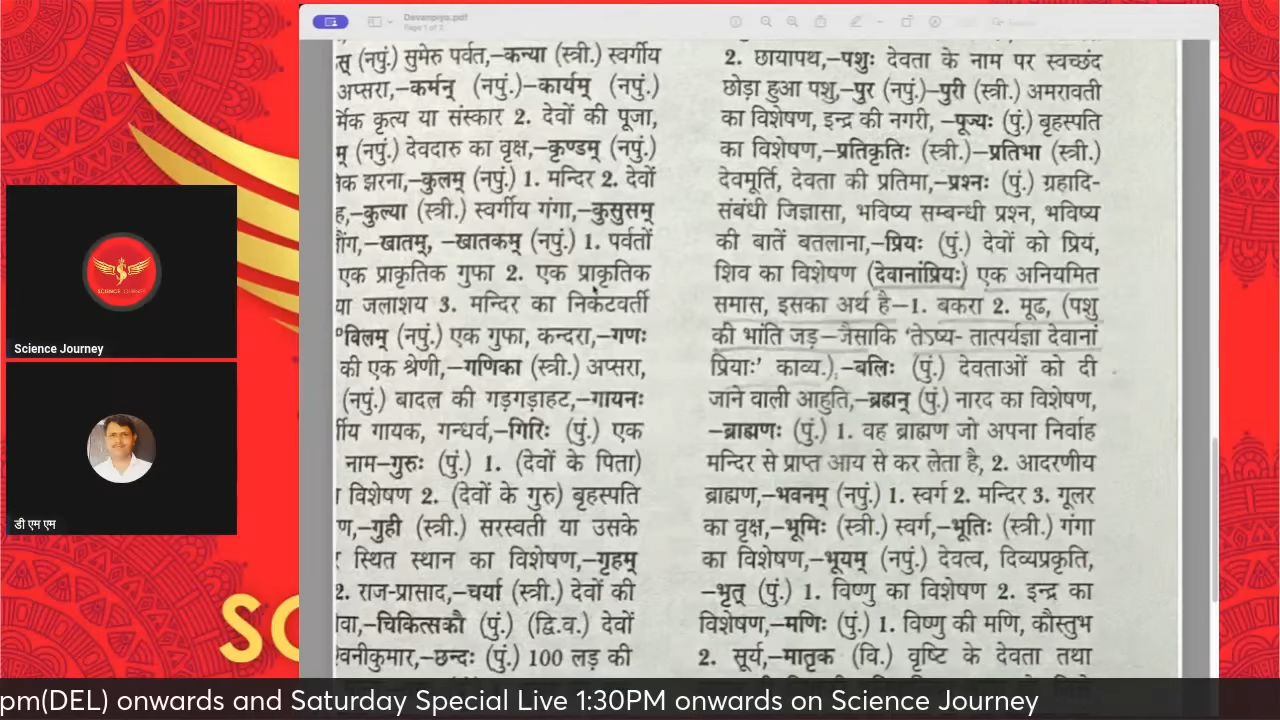 Devanpiya.pdf
Page 1 of 2
(नपुं.) सुमेरु पर्वत,–कन्या (स्त्री.) स्वर्गीय
अप्सरा,–कर्मन् (नपुं.)–कार्यम् (नपुं.)
कृत्य या संस्कार 2. देवों की पूजा,
(नपुं.) देवदारु का वृक्ष,–कृण्डम् (नपुं.)
झरना,–कुलम् (नपुं.) 1. मन्दिर 2. देवों
–कुल्या (स्त्री.) स्वर्गीय गंगा,–कुसुसम्
–खातम्, –खातकम् (नपुं.) 1. पर्वतों
एक प्राकृतिक गुफा 2. एक प्राकृतिक
या जलाशय 3. मन्दिर का निकटवर्ती
°विलम् (नपुं.) एक गुफा, कन्दरा,–गणः
की एक श्रेणी,–गणिका (स्त्री.) अप्सरा,
(नपुं.) बादल की गड़गड़ाहट,–गायनः
गायक, गन्धर्व,–गिरिः (पुं.) एक
नाम–गुरुः (पुं.) 1. (देवों के पिता)
विशेषण 2. (देवों के गुरु) बृहस्पति
–गुही (स्त्री.) सरस्वती या उसके
स्थित स्थान का विशेषण,–गृहम्
2. राज-प्रासाद,–चर्या (स्त्री.) देवों की
–चिकित्सकौ (पुं.) (द्वि.व.) देवों
–छन्दः (पुं.) 100 लड़ की
2. छायापथ,–पशुः देवता के नाम पर स्वच्छंद
छोड़ा हुआ पशु,–पुर (नपुं.)–पुरी (स्त्री.) अमरावती
का विशेषण, इन्द्र की नगरी, –पूज्यः (पुं.) बृहस्पति
का विशेषण,–प्रतिकृतिः (स्त्री.)–प्रतिभा (स्त्री.)
देवमूर्ति, देवता की प्रतिमा,–प्रश्नः (पुं.) ग्रहादि-
संबंधी जिज्ञासा, भविष्य सम्बन्धी प्रश्न, भविष्य
की बातें बतलाना,–प्रियः (पुं.) देवों को प्रियं,
शिव का विशेषण (देवानांप्रियः) एक अनियमित
समास, इसका अर्थ है–1. बकरा 2. मूढ, (पशु
की भांति जड़–जैसाकि 'तेऽप्य- तात्पर्यज्ञा देवानां
प्रियाः' काव्य.),–बलिः (पुं.) देवताओं को दी
जाने वाली आहुति,–ब्रह्मन् (पुं.) नारद का विशेषण,
–ब्राह्मणः (पुं.) 1. वह ब्राह्मण जो अपना निर्वाह
मन्दिर से प्राप्त आय से कर लेता है, 2. आदरणीय
ब्राह्मण,–भवनम् (नपुं.) 1. स्वर्ग 2. मन्दिर 3. गूलर
का वृक्ष,–भूमिः (स्त्री.) स्वर्ग,–भूतिः (स्त्री.) गंगा
का विशेषण,–भूयम् (नपुं.) देवत्व, दिव्यप्रकृति,
–भृत् (पुं.) 1. विष्णु का विशेषण 2. इन्द्र का
विशेषण,–मणिः (पुं.) 1. विष्णु की मणि, कौस्तुभ
2. सूर्य,–मातृक (वि.) वृष्टि के देवता तथा
SCIENCE JOURNEY
Science Journey
डी एम एम
SC
pm(DEL) onwards and Saturday Special Live 1:30PM onwards on Science Journey